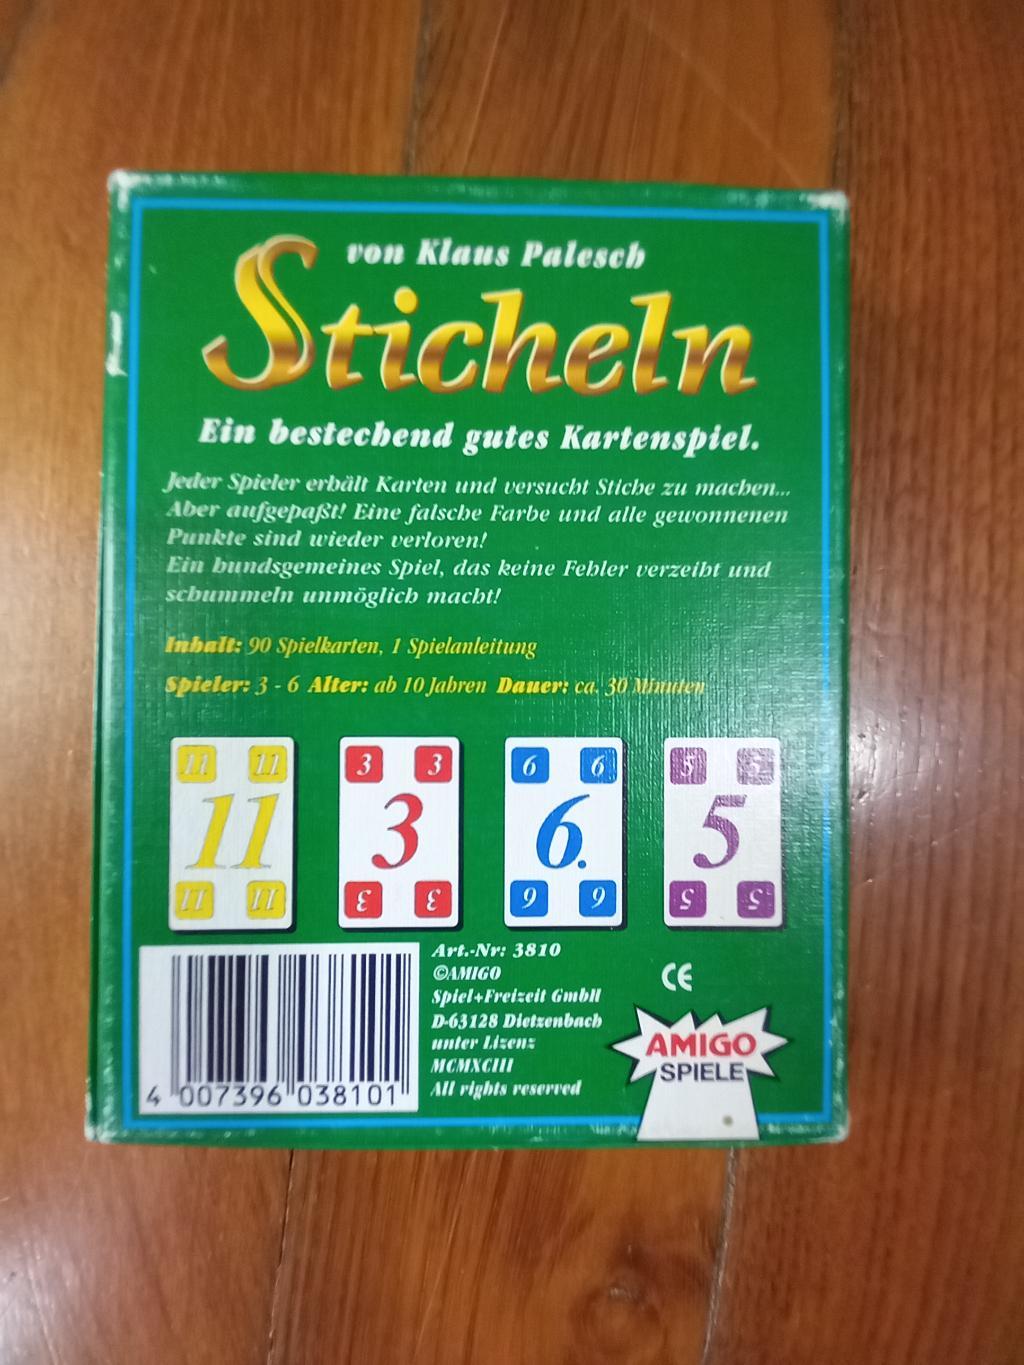 von Klaus Palesch
Sticheln
Ein bestechend gutes Kartenspiel.
Jeder Spieler erhält Karten und versucht Stiche zu machen...
Aber aufgepaßt! Eine falsche Farbe und alle gewonnenen
Punkte sind wieder verloren!
Ein hundsgemeines Spiel, das keine Fehler verzeiht und
schummeln unmöglich macht!
Inhalt: 90 Spielkarten, 1 Spielanleitung
Spieler: 3 - 6 Alter: ab 10 Jahren Dauer: ca. 30 Minuten
11 11 3 3 6 6 5 5
11 3 6. 5
11 11 3 3 6 6 5 5
Art.-Nr: 3810
©AMIGO
Spiel+Freizeit GmbH
D-63128 Dietzenbach
unter Lizenz
MCMXCIII
All rights reserved
4 007396 038101
CE
AMIGO
SPIELE